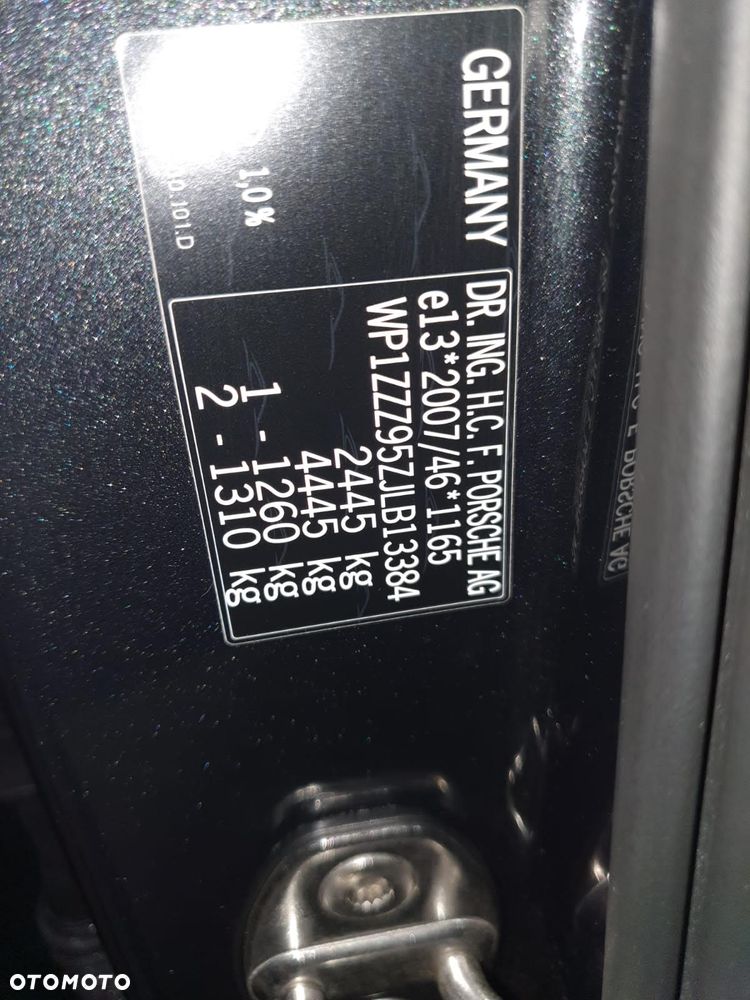 GERMANY
DR. ING. H.C. F. PORSCHE AG
e13*2007/46*1165
WP1ZZZ95ZJLB13384
2445 kg
4445 kg
1 - 1260 kg
2 - 1310 kg
1,0%
OTOMOTO